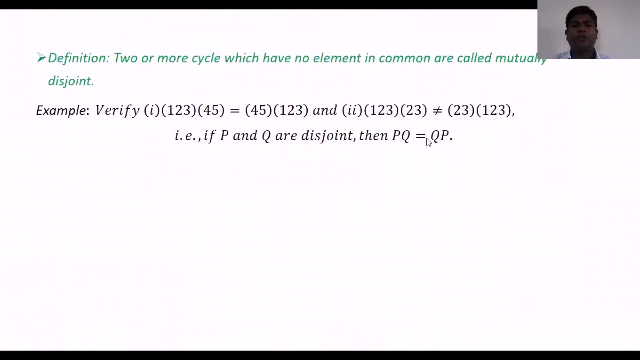 ➢Definition: Two or more cycle which have no element in common are called mutually
disjoint.
Example: Verify (i)(123)(45) = (45)(123) and (ii)(123)(23) ≠ (23)(123),
i.e., if P and Q are disjoint, then PQ = QP.